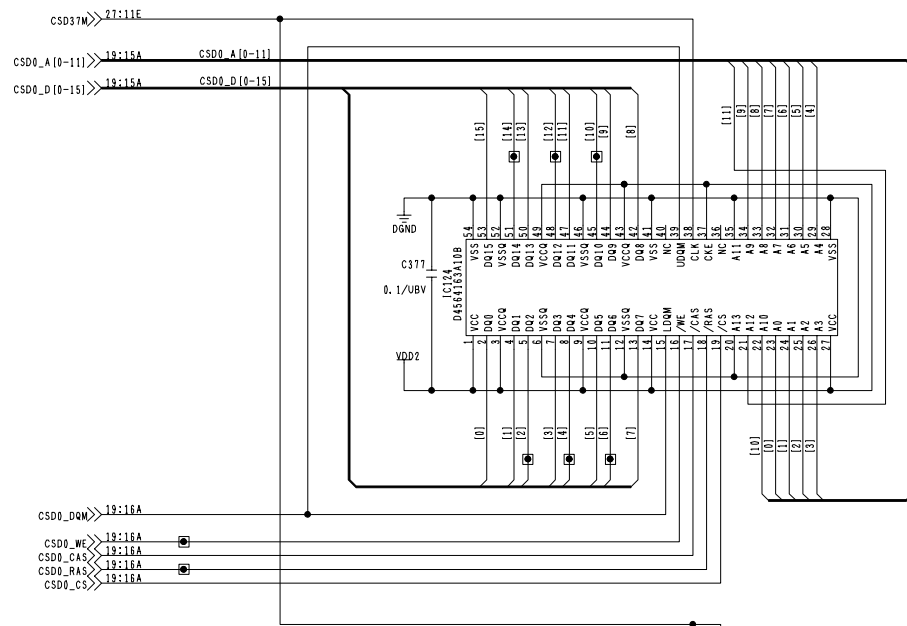 CSD37M 27:11E
CSD0_A[0-11] 19:15A CSD0_A[0-11]
CSD0_D[0-15] 19:15A CSD0_D[0-15]
[15] [14] [13] [12] [11] [10] [9] [8] [11] [9] [8] [7] [6] [5] [4]
DGND
54 53 52 51 50 49 48 47 46 45 44 43 42 41 40 39 38 37 36 35 34 33 32 31 30 29 28
VSS DQ15 VSSQ DQ14 DQ13 VCCQ DQ12 DQ11 VSSQ DQ10 DQ9 VCCQ DQ8 VSS NC UDQM CLK CKE NC A11 A9 A8 A7 A6 A5 A4 VSS
C377
0.1/UBV
IC124
D4564163A10B
VCC DQ0 VCCQ DQ1 DQ2 VSSQ DQ3 DQ4 VCCQ DQ5 DQ6 VSSQ DQ7 VCC LDQM /WE /CAS /RAS /CS A13 A12 A10 A0 A1 A2 A3 VCC
1 2 3 4 5 6 7 8 9 10 11 12 13 14 15 16 17 18 19 20 21 22 23 24 25 26 27
VDD2
[0] [1] [2] [3] [4] [5] [6] [7] [10] [0] [1] [2] [3]
CSD0_DQM 19:16A
CSD0_WE 19:16A
CSD0_CAS 19:16A
CSD0_RAS 19:16A
CSD0_CS 19:16A